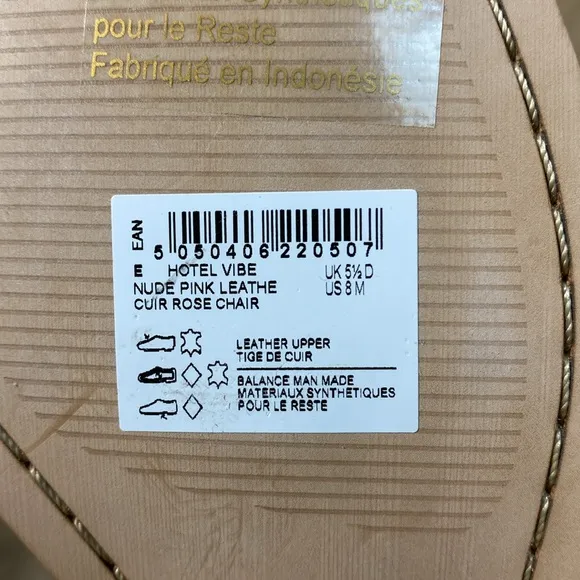 pour le Reste
Fabriqué en Indonésie
EAN
5 050406 220507
E HOTEL VIBE UK 5½ D
NUDE PINK LEATHE US 8 M
CUIR ROSE CHAIR
LEATHER UPPER
TIGE DE CUIR
BALANCE MAN MADE
MATERIAUX SYNTHETIQUES
POUR LE RESTE